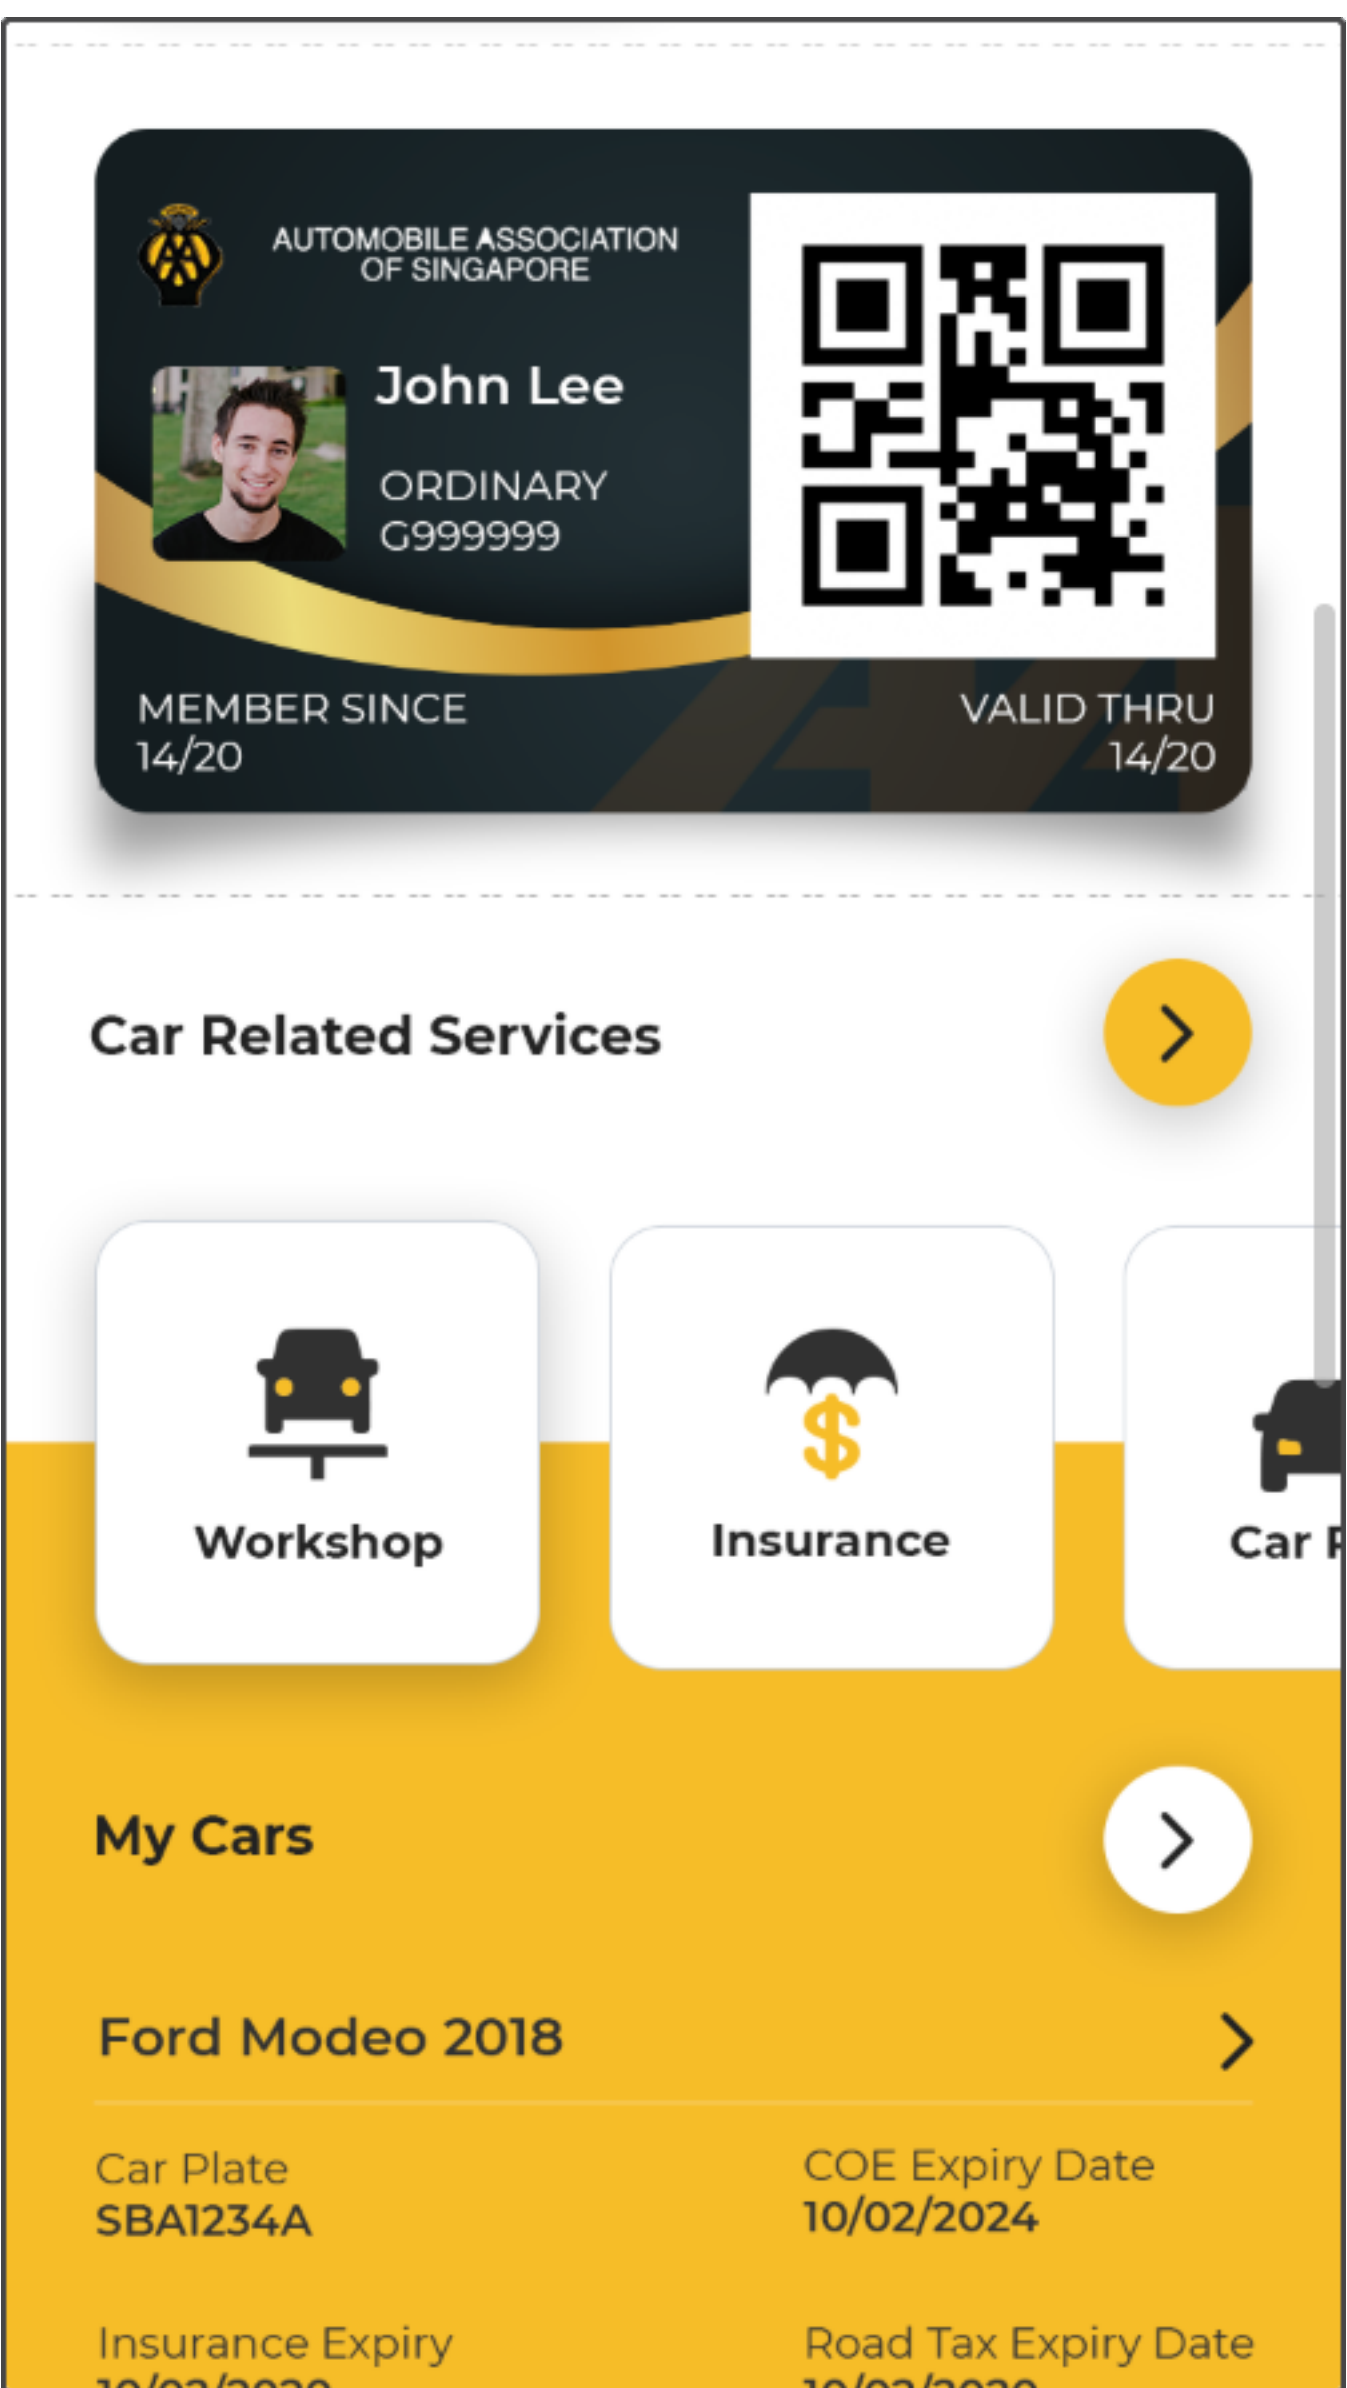 AA
AUTOMOBILE ASSOCIATION
OF SINGAPORE
John Lee
ORDINARY
G999999
MEMBER SINCE
14/20
VALID THRU
14/20
Car Related Services
Workshop
Insurance
Car
My Cars
Ford Modeo 2018
Car Plate
SBA1234A
COE Expiry Date
10/02/2024
Insurance Expiry
Road Tax Expiry Date